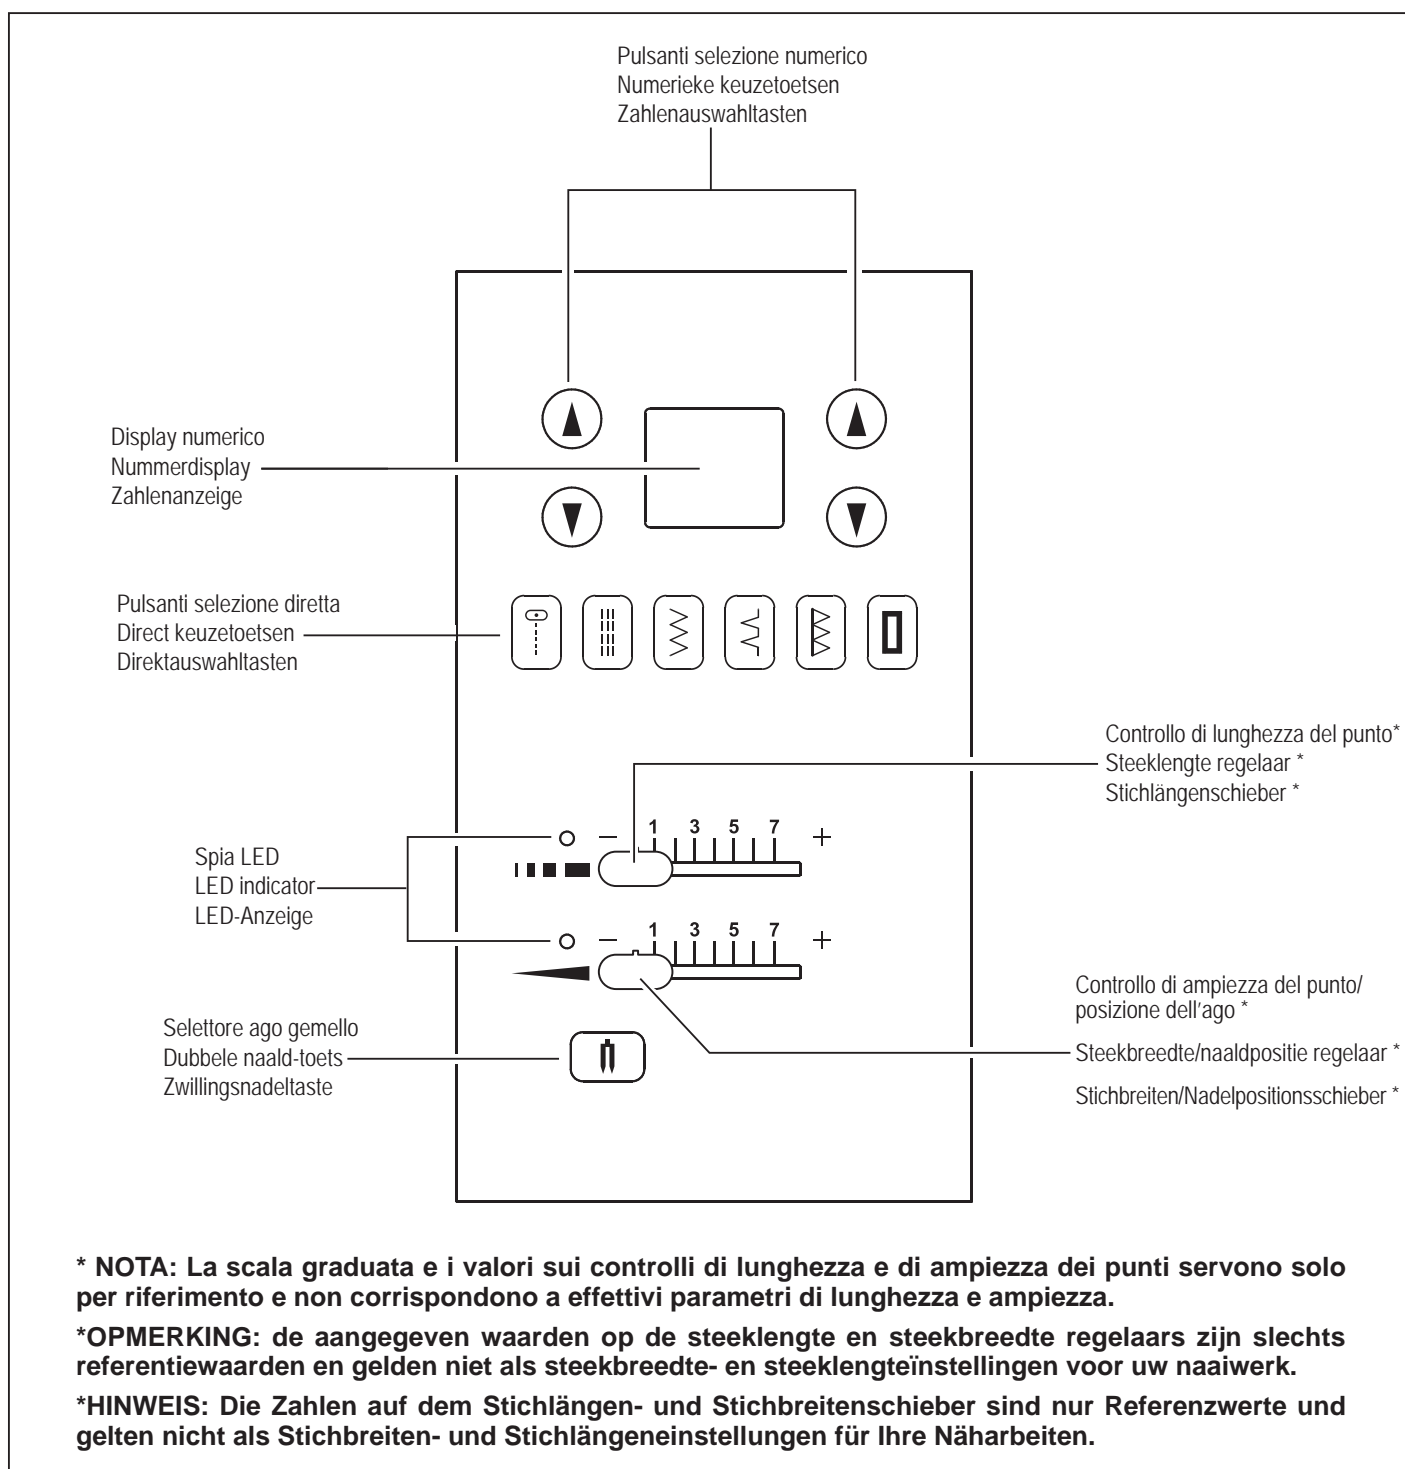 Pulsanti selezione numerico
Numerieke keuzetoetsen
Zahlenauswahltasten
Display numerico
Nummerdisplay
Zahlenanzeige
Pulsanti selezione diretta
Direct keuzetoetsen
Direktauswahltasten
Controllo di lunghezza del punto*
Steeklengte regelaar *
Stichlängenschieber *
1 3 5 7
− +
Spia LED
LED indicator
LED-Anzeige
1 3 5 7
− +
Controllo di ampiezza del punto/
posizione dell'ago *
Steekbreedte/naaldpositie regelaar *
Stichbreiten/Nadelpositionsschieber *
Selettore ago gemello
Dubbele naald-toets
Zwillingsnadeltaste
* NOTA: La scala graduata e i valori sui controlli di lunghezza e di ampiezza dei punti servono solo
per riferimento e non corrispondono a effettivi parametri di lunghezza e ampiezza.
*OPMERKING: de aangegeven waarden op de steeklengte en steekbreedte regelaars zijn slechts
referentiewaarden en gelden niet als steekbreedte- en steeklengteïnstellingen voor uw naaiwerk.
*HINWEIS: Die Zahlen auf dem Stichlängen- und Stichbreitenschieber sind nur Referenzwerte und
gelten nicht als Stichbreiten- und Stichlängeneinstellungen für Ihre Näharbeiten.